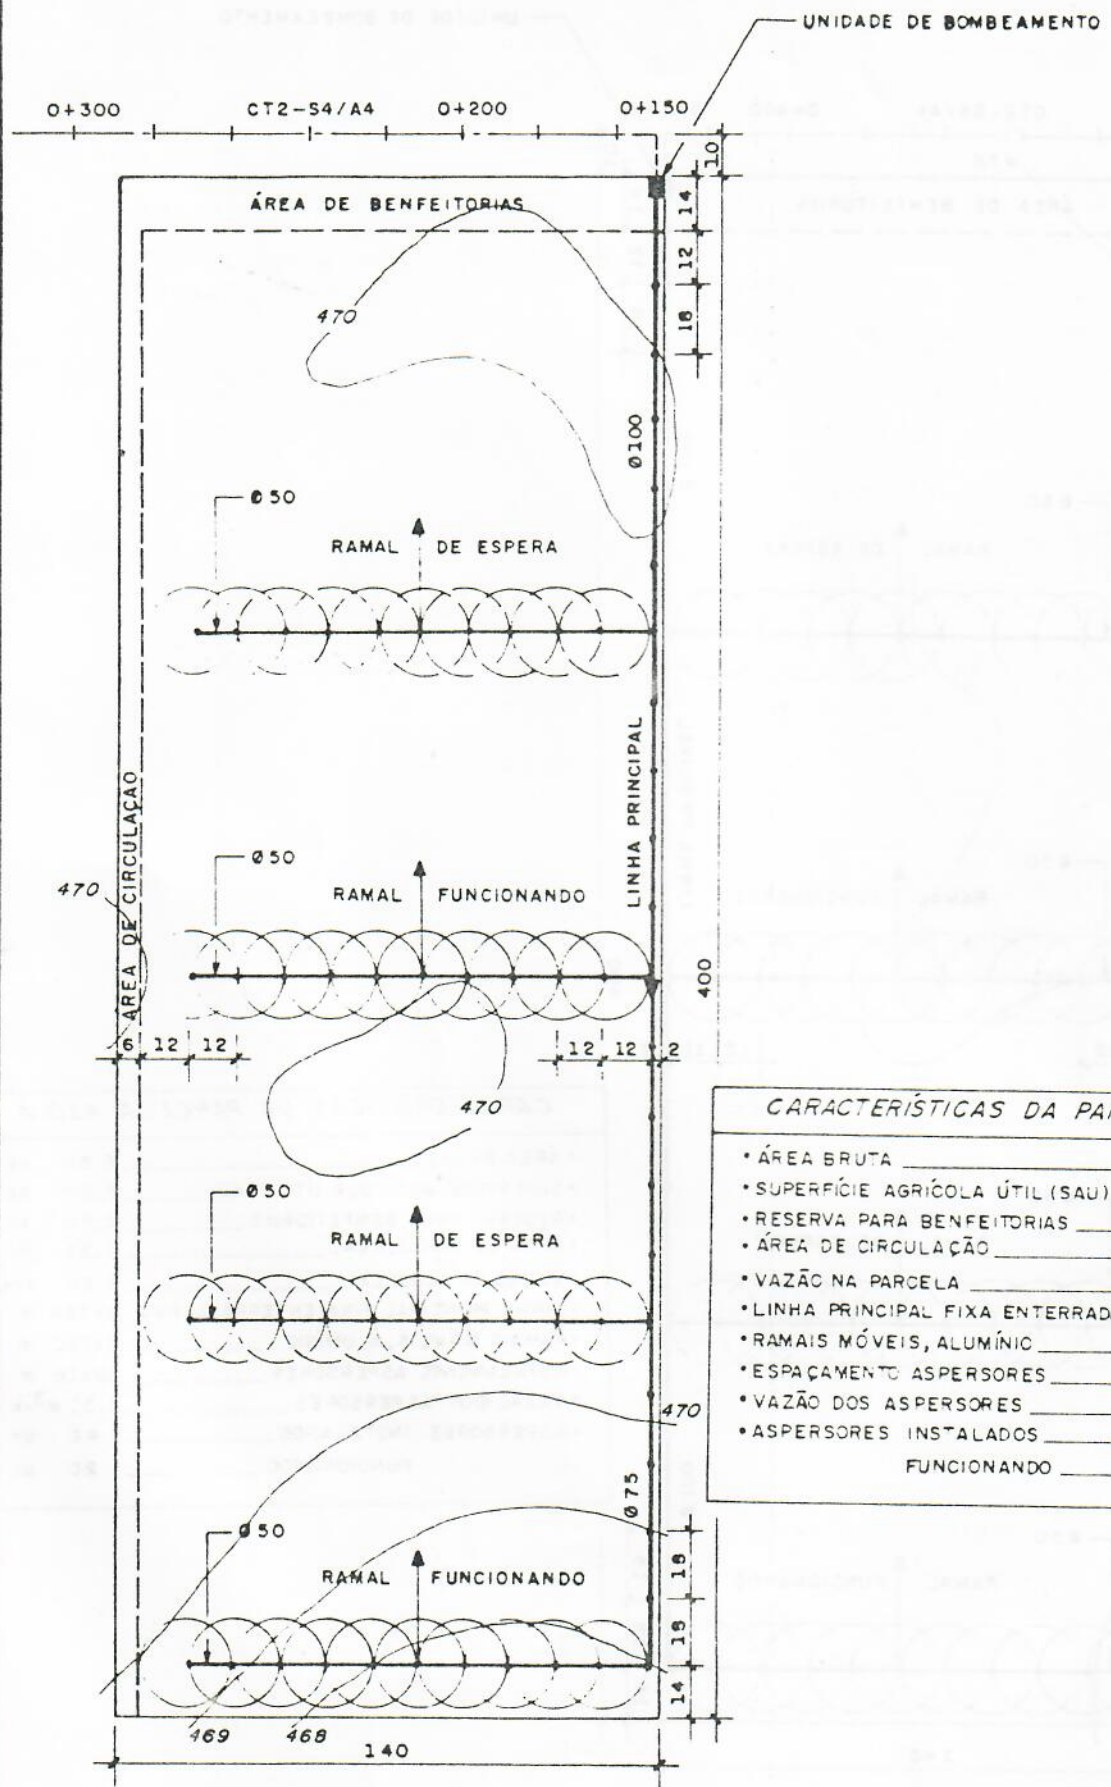 UNIDADE DE BOMBEAMENTO
0+300 CT2-S4/A4 0+200 0+150
10
ÁREA DE BENFEITORIAS
14
12
18
470
Ø100
Ø50
RAMAL DE ESPERA
LINHA PRINCIPAL
ÁREA DE CIRCULAÇÃO
Ø50
470
RAMAL FUNCIONANDO
400
6 12 12 12 12 2
470
CARACTERÍSTICAS DA PAR
• ÁREA BRUTA
• SUPERFÍCIE AGRÍCOLA ÚTIL (SAU)
• RESERVA PARA BENFEITORIAS
• ÁREA DE CIRCULAÇÃO
• VAZÃO NA PARCELA
• LINHA PRINCIPAL FIXA ENTERRAD
• RAMAIS MÓVEIS, ALUMÍNIO
• ESPAÇAMENTO ASPERSORES
• VAZÃO DOS ASPERSORES
• ASPERSORES INSTALADOS
FUNCIONANDO
Ø50
RAMAL DE ESPERA
470
Ø75
Ø50
RAMAL FUNCIONANDO
18
18
14
469 468
140